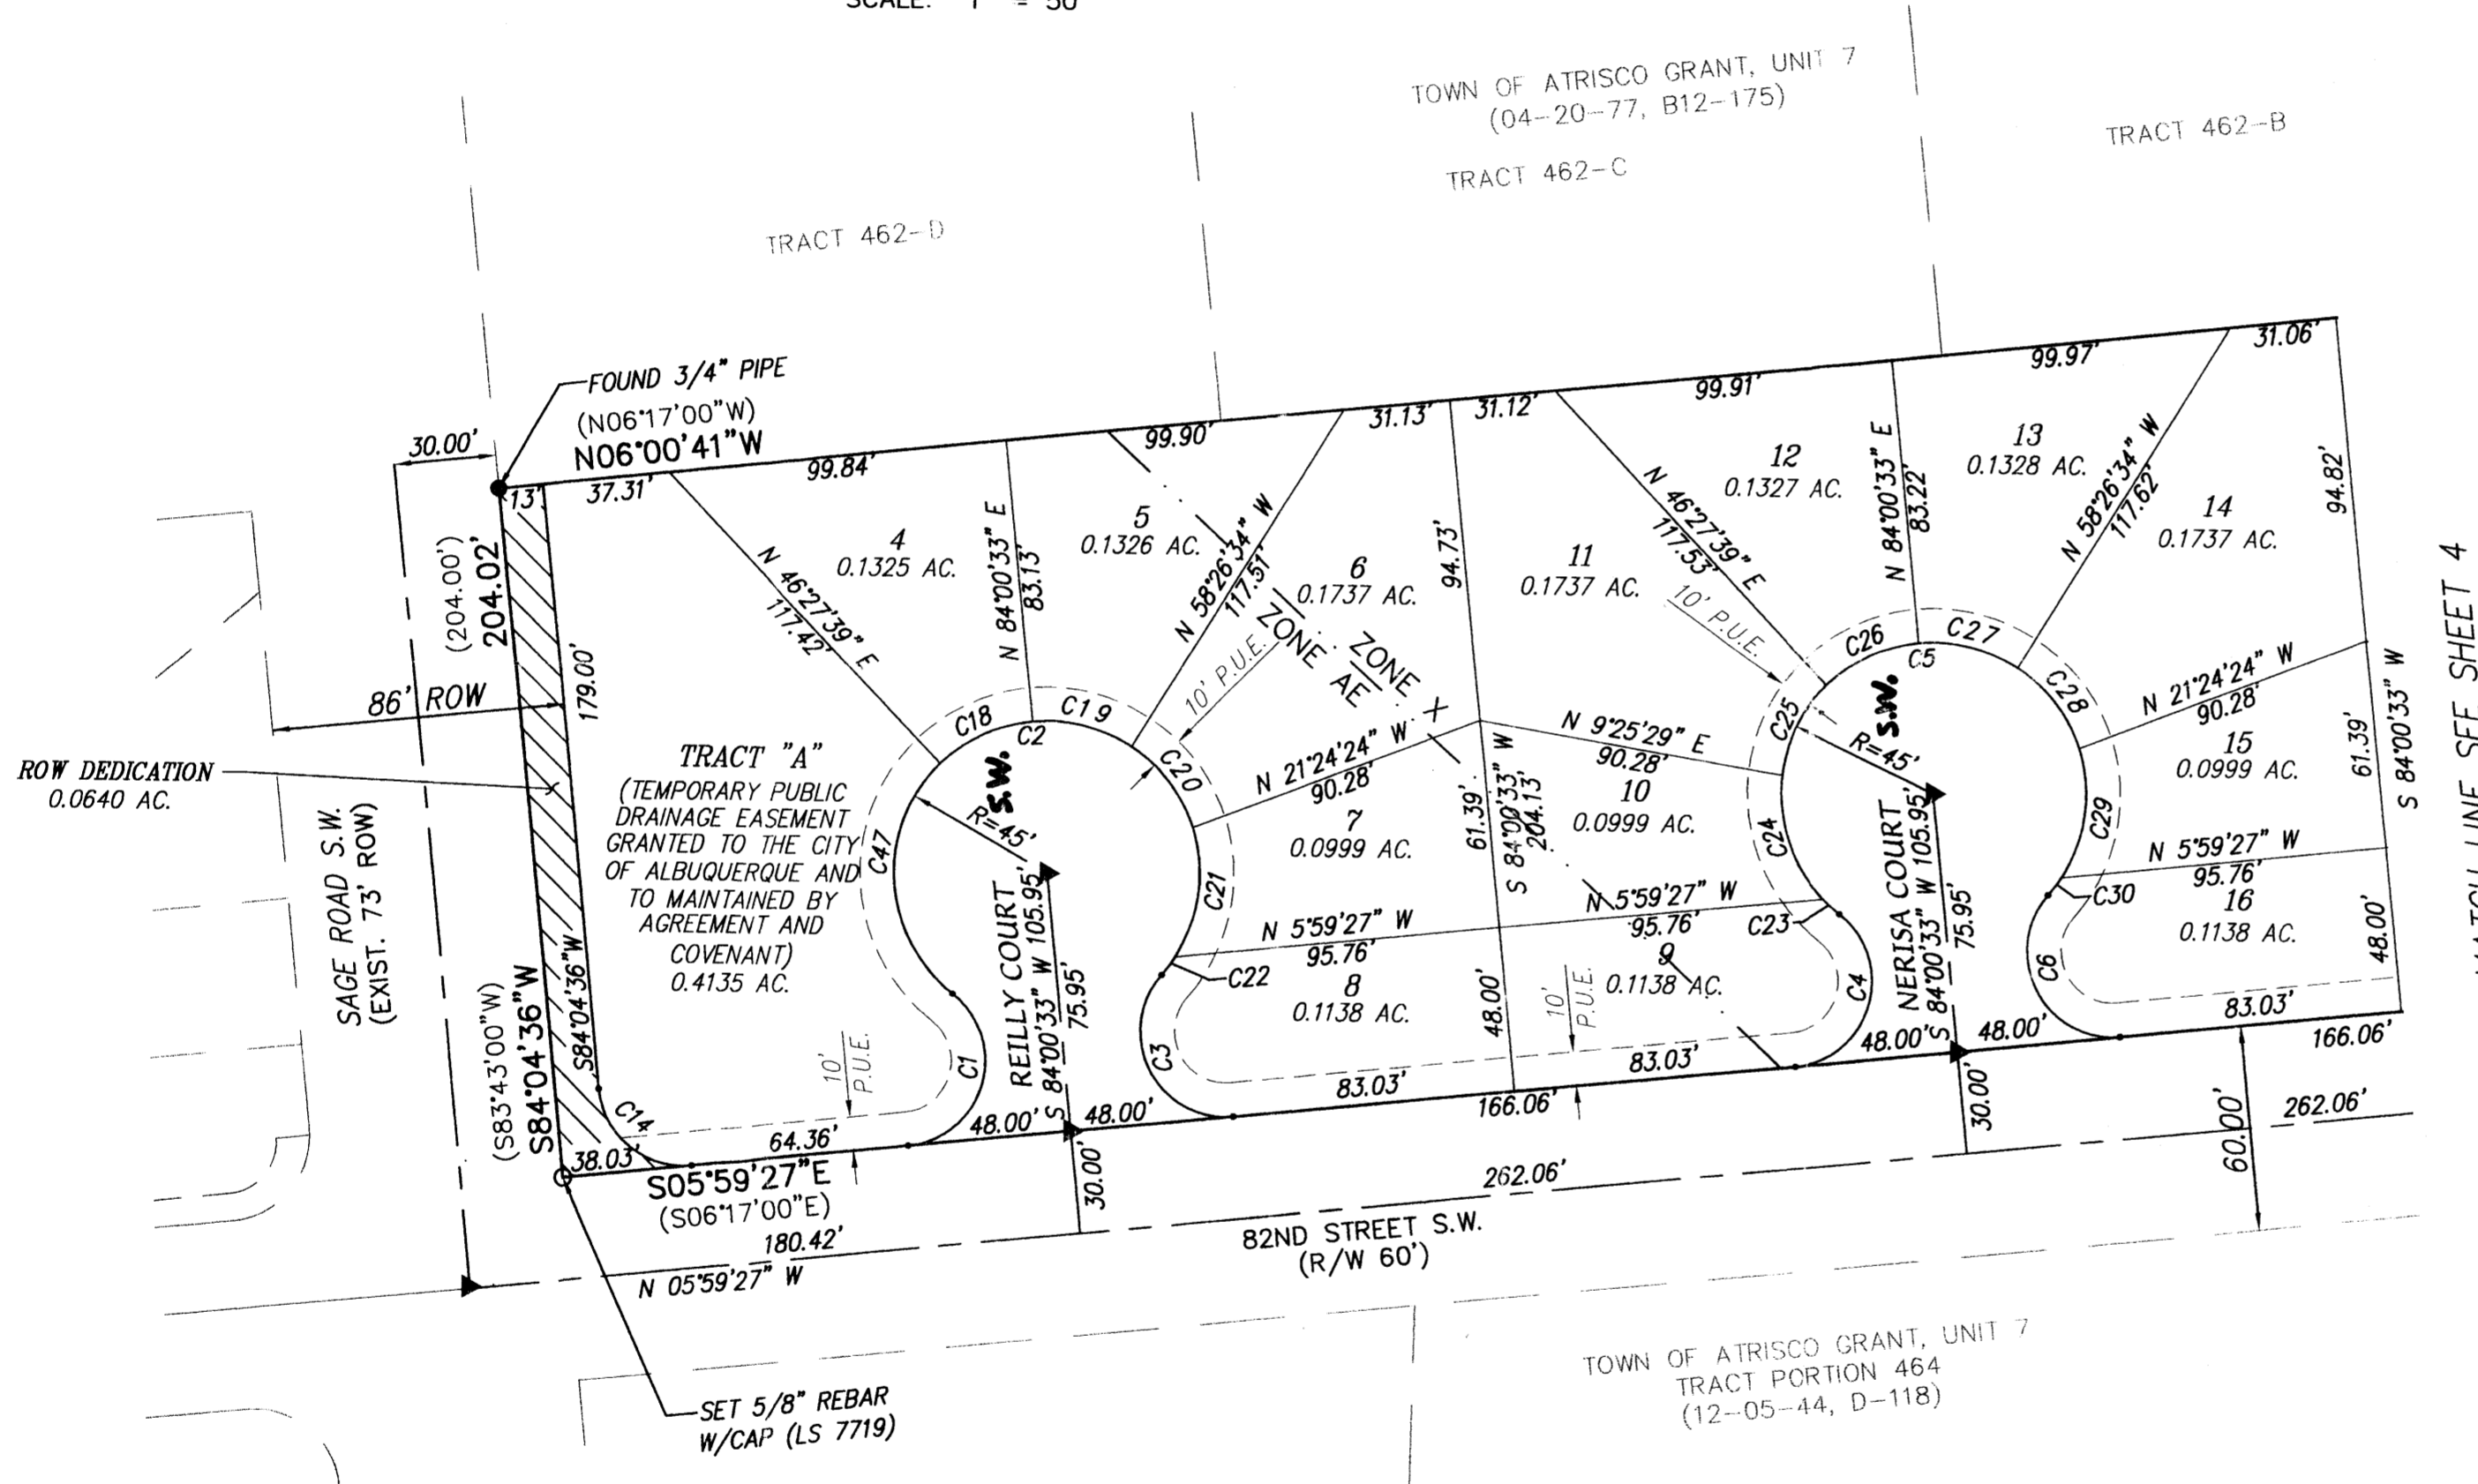 SCALE: 1" = 50'
TOWN OF ATRISCO GRANT, UNIT 7
(04-20-77, B12-175)
TRACT 462-B
TRACT 462-C
TRACT 462-D
FOUND 3/4" PIPE
(N06°17'00"W)
N06°00'41"W
30.00'
13'
37.31'
99.84'
99.90'
31.13'
31.12'
99.91'
99.97'
31.06'
(204.00')
204.02'
179.00'
86' ROW
ROW DEDICATION
0.0640 AC.
SAGE ROAD S.W.
(EXIST. 73' ROW)
(S83°43'00"W)
S84°04'36"W
S84°04'36"W
TRACT "A"
(TEMPORARY PUBLIC
DRAINAGE EASEMENT
GRANTED TO THE CITY
OF ALBUQUERQUE AND
TO MAINTAINED BY
AGREEMENT AND
COVENANT)
0.4135 AC.
N 46°27'39" E
117.42'
4
0.1325 AC.
N 84°00'33" E
83.13'
5
0.1326 AC.
N 58°26'34" W
117.51'
6
0.1737 AC.
10' P.U.E.
ZONE X
ZONE AE
94.73'
N 21°24'24" W
90.28'
7
0.0999 AC.
61.39'
S 84°00'33" W
204.13'
N 5°59'27" W
95.76'
8
0.1138 AC.
48.00'
C18
C2
C19
C20
C21
C22
C47
C1
C3
C14
S.W.
R=45'
REILLY COURT
S 84°00'33" W 105.95'
75.95'
10'
P.U.E.
11
0.1737 AC.
N 46°27'39" E
117.53'
10' P.U.E.
12
0.1327 AC.
N 84°00'33" E
83.22'
13
0.1328 AC.
N 58°26'34" W
117.62'
14
0.1737 AC.
94.82'
N 9°25'29" E
90.28'
10
0.0999 AC.
N 5°59'27" W
95.76'
9
0.1138 AC.
10'
P.U.E.
C26
C5
C27
C28
C25
C24
C23
C4
C29
C30
C6
S.W.
R=45'
NERISA COURT
S 84°00'33" W 105.95'
75.95'
N 21°24'24" W
90.28'
15
0.0999 AC.
61.39'
S 84°00'33" W
N 5°59'27" W
95.76'
16
0.1138 AC.
48.00'
SEE SHEET 4
38.03'
64.36'
48.00'
48.00'
83.03'
166.06'
83.03'
48.00'
48.00'
83.03'
166.06'
S05°59'27"E
(S06°17'00"E)
180.42'
N 05°59'27" W
30.00'
262.06'
30.00'
60.00'
262.06'
82ND STREET S.W.
(R/W 60')
SET 5/8" REBAR
W/CAP (LS 7719)
TOWN OF ATRISCO GRANT, UNIT 7
TRACT PORTION 464
(12-05-44, D-118)